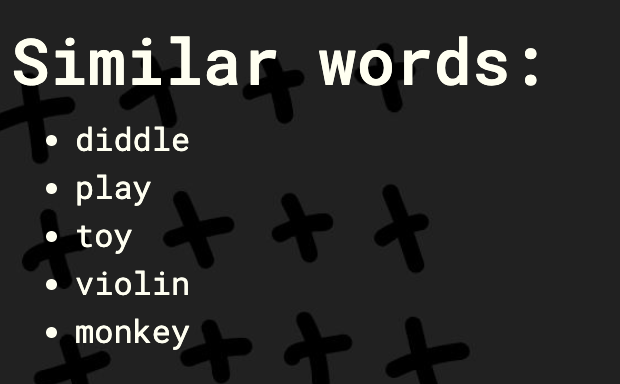 Similar words:
• diddle
• play
• toy
• violin
• monkey